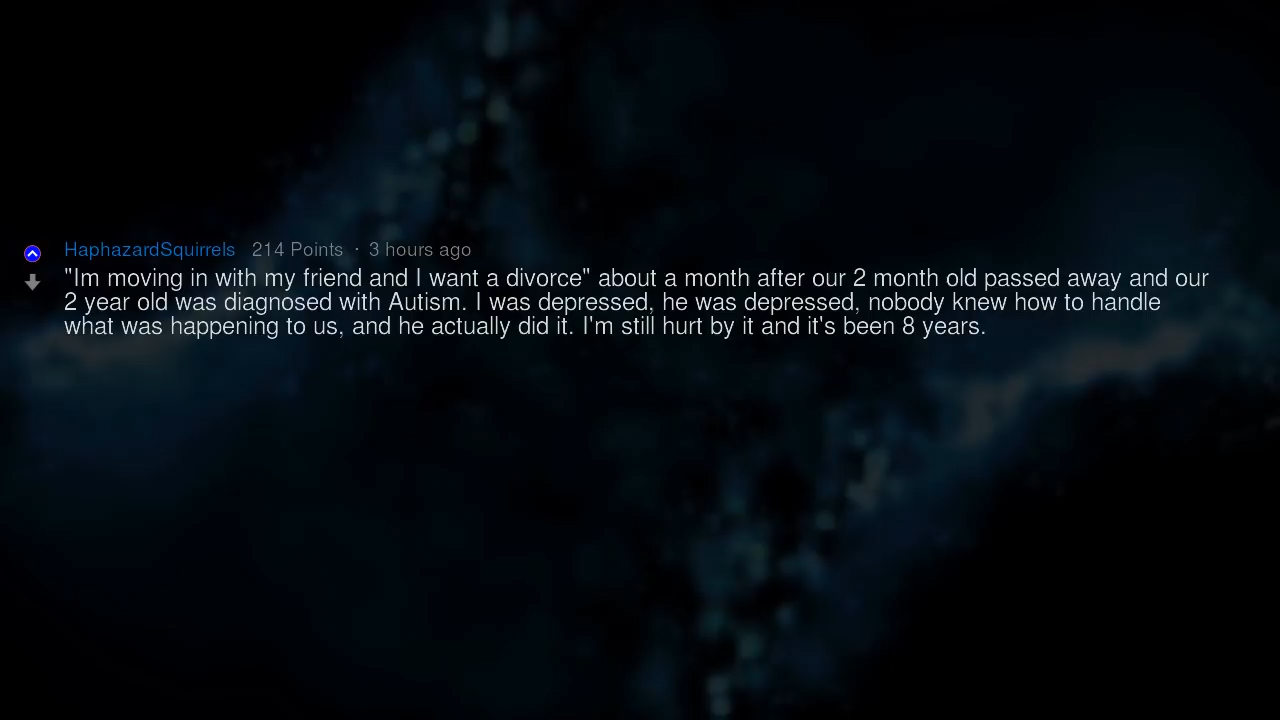 HaphazardSquirrels 214 Points · 3 hours ago
"Im moving in with my friend and I want a divorce" about a month after our 2 month old passed away and our
2 year old was diagnosed with Autism. I was depressed, he was depressed, nobody knew how to handle
what was happening to us, and he actually did it. I'm still hurt by it and it's been 8 years.